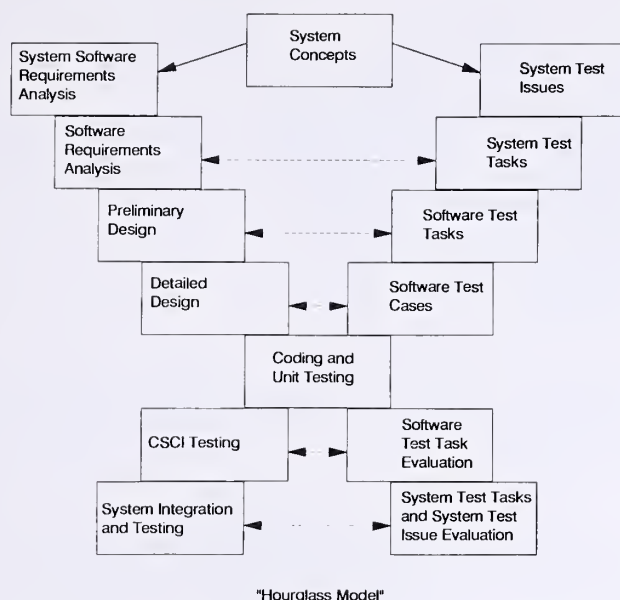 System
Concepts
System Software
Requirements
Analysis
System Test
Issues
Software
Requirements
Analysis
System Test
Tasks
Preliminary
Design
Software Test
Tasks
Detailed
Design
Software Test
Cases
Coding and
Unit Testing
CSCI Testing
Software
Test Task
Evaluation
System Integration
and Testing
System Test Tasks
and System Test
Issue Evaluation
"Hourglass Model"